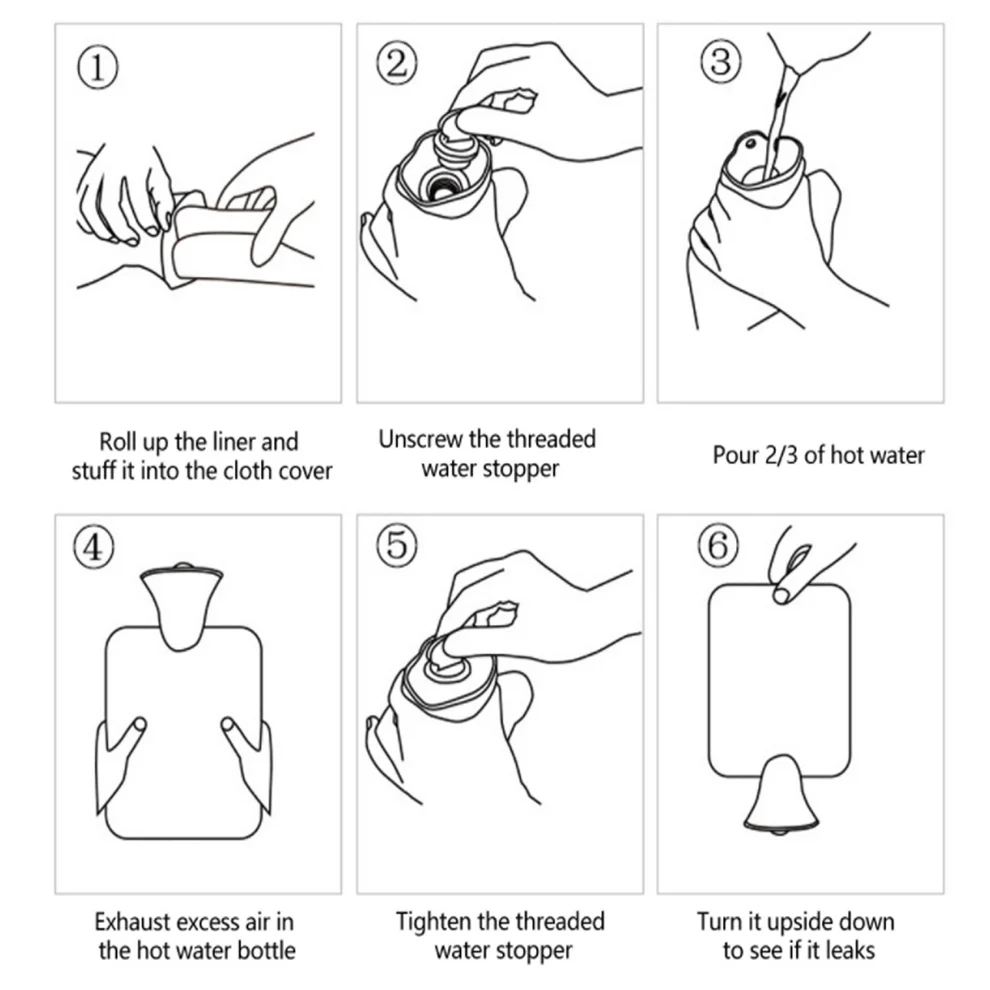 ①
Roll up the liner and
stuff it into the cloth cover
②
Unscrew the threaded
water stopper
③
Pour 2/3 of hot water
④
Exhaust excess air in
the hot water bottle
⑤
Tighten the threaded
water stopper
⑥
Turn it upside down
to see if it leaks